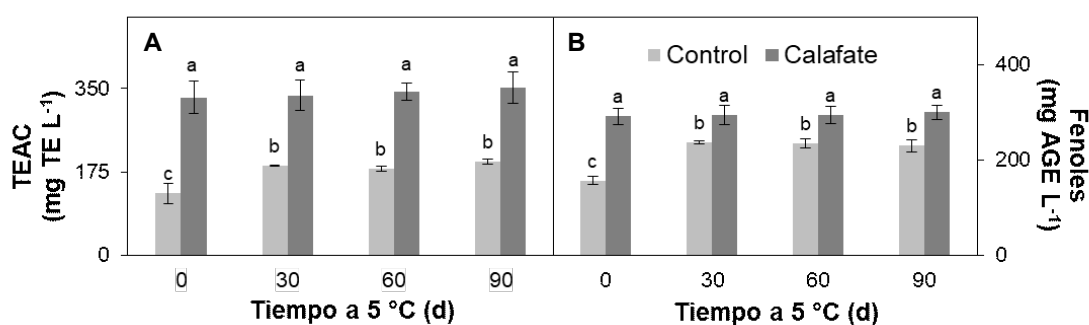 A
B
Control
Calafate
TEAC
(mg TE L-1)
350
175
0
a
a
a
a
c
b
b
b
0
30
60
90
Tiempo a 5 °C (d)
a
a
a
a
c
b
b
b
0
30
60
90
Tiempo a 5 °C (d)
400
200
0
Fenoles
(mg AGE L-1)